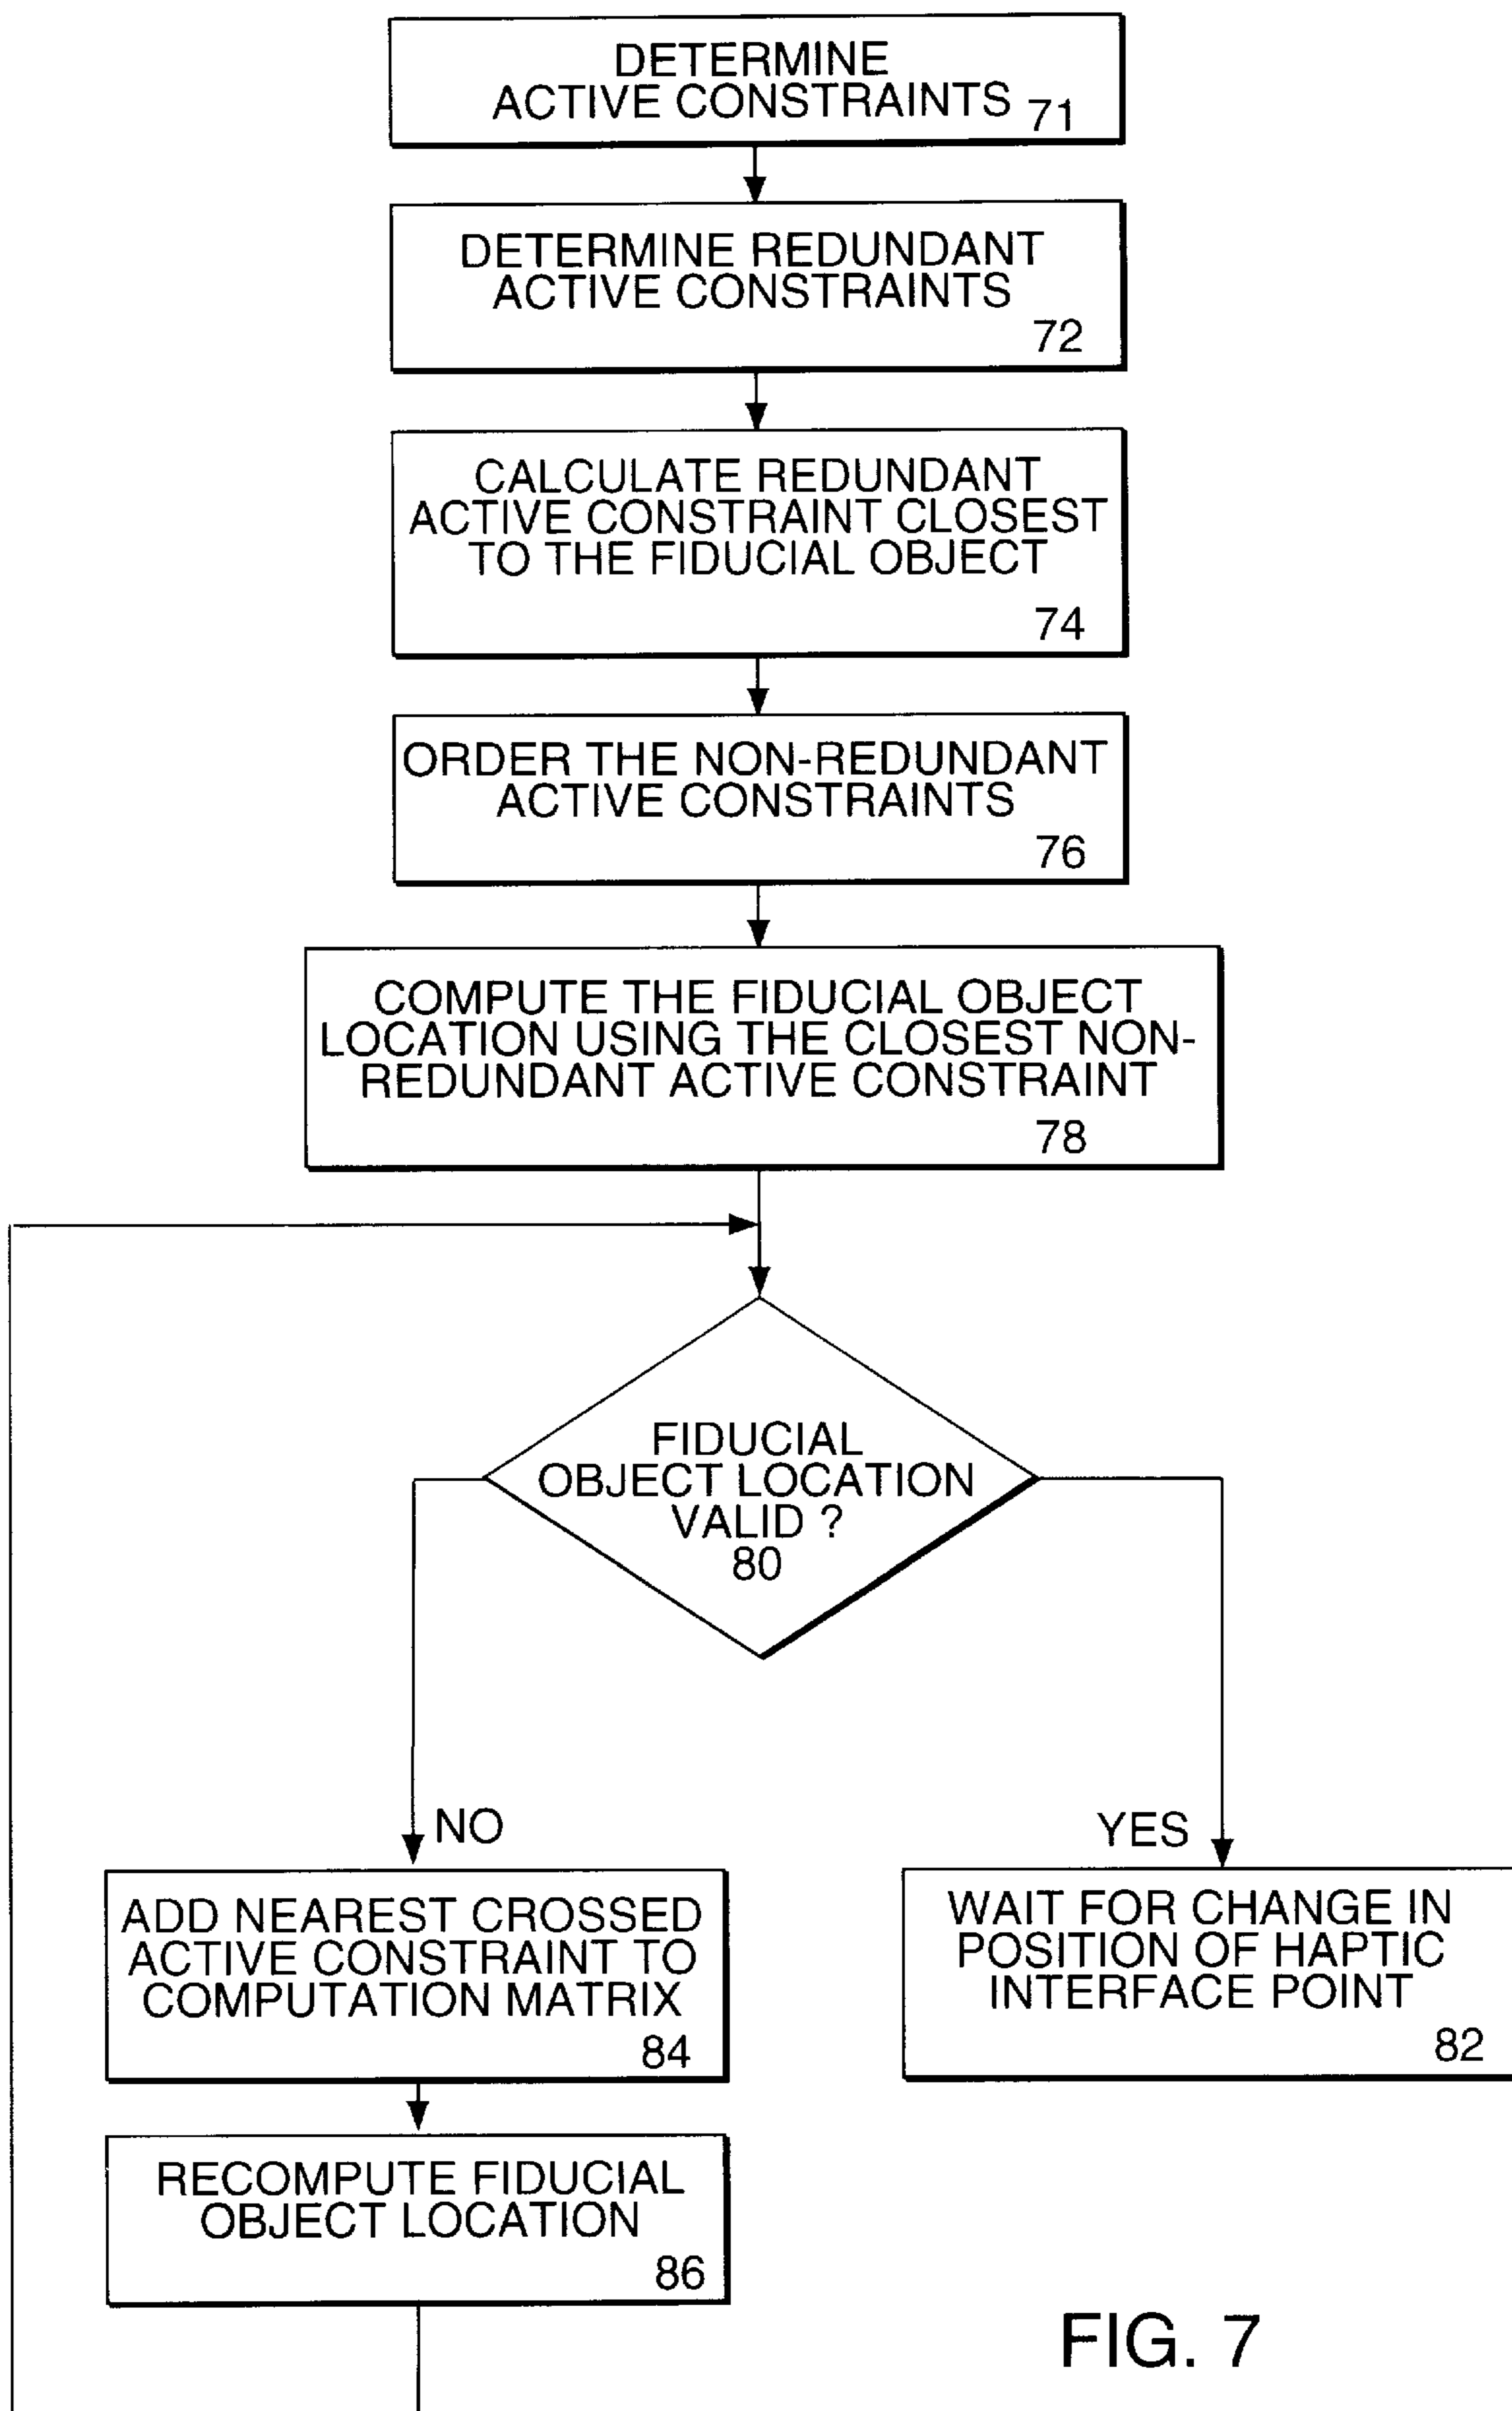 DETERMINE
ACTIVE CONSTRAINTS 71
DETERMINE REDUNDANT
ACTIVE CONSTRAINTS
72
CALCULATE REDUNDANT
ACTIVE CONSTRAINT CLOSEST
TO THE FIDUCIAL OBJECT
74
ORDER THE NON-REDUNDANT
ACTIVE CONSTRAINTS
76
COMPUTE THE FIDUCIAL OBJECT
LOCATION USING THE CLOSEST NON-
REDUNDANT ACTIVE CONSTRAINT
78
FIDUCIAL
OBJECT LOCATION
VALID ?
80
NO
YES
ADD NEAREST CROSSED
ACTIVE CONSTRAINT TO
COMPUTATION MATRIX
84
WAIT FOR CHANGE IN
POSITION OF HAPTIC
INTERFACE POINT
82
RECOMPUTE FIDUCIAL
OBJECT LOCATION
86
FIG. 7